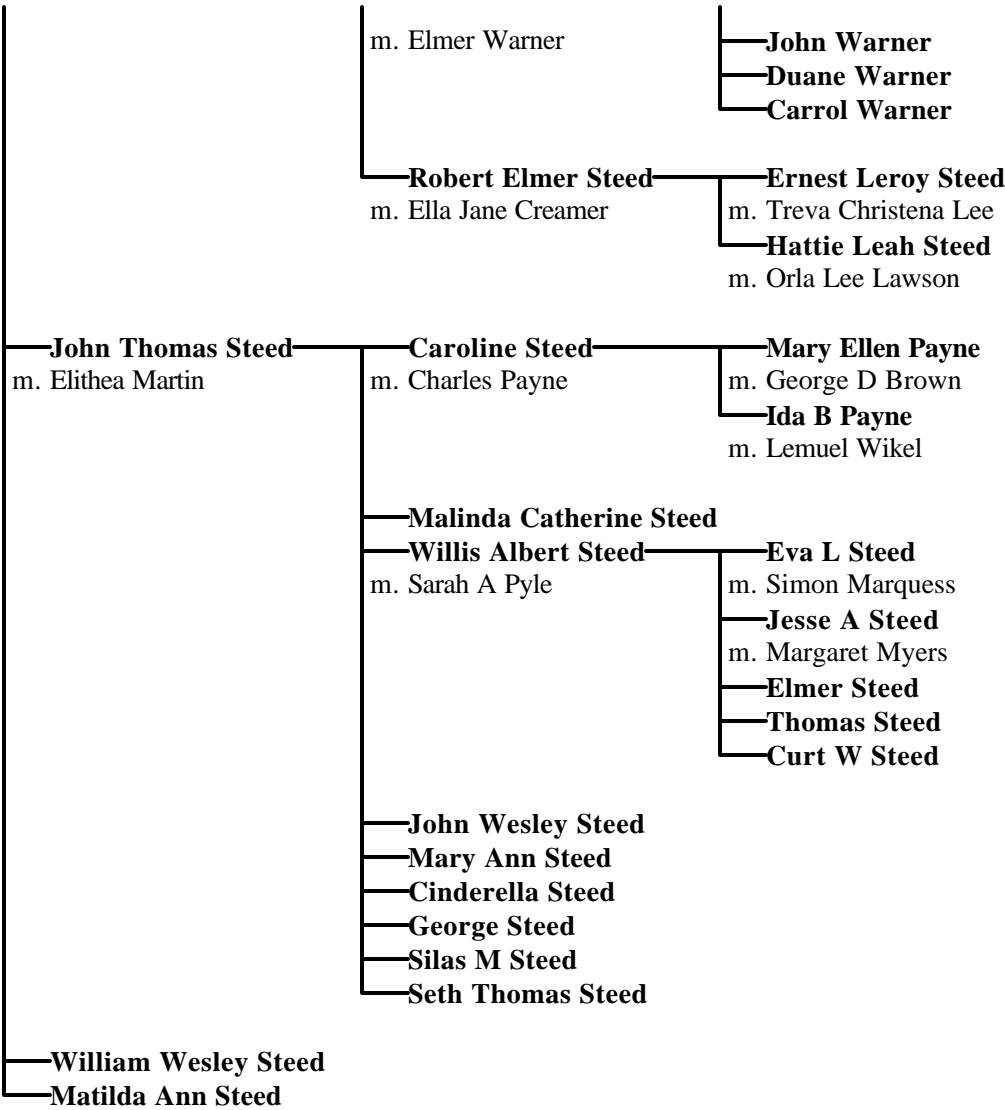 m. Elmer Warner
John Warner
Duane Warner
Carrol Warner
Robert Elmer Steed
Ernest Leroy Steed
m. Ella Jane Creamer
m. Treva Christena Lee
Hattie Leah Steed
m. Orla Lee Lawson
John Thomas Steed
Caroline Steed
Mary Ellen Payne
m. Elithea Martin
m. Charles Payne
m. George D Brown
Ida B Payne
m. Lemuel Wikel
Malinda Catherine Steed
Willis Albert Steed
Eva L Steed
m. Sarah A Pyle
m. Simon Marquess
Jesse A Steed
m. Margaret Myers
Elmer Steed
Thomas Steed
Curt W Steed
John Wesley Steed
Mary Ann Steed
Cinderella Steed
George Steed
Silas M Steed
Seth Thomas Steed
William Wesley Steed
Matilda Ann Steed